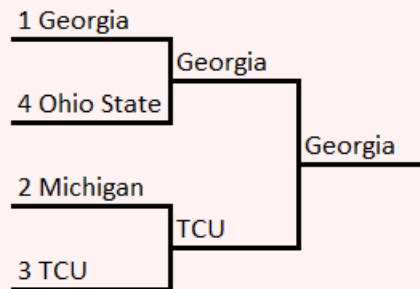 1 Georgia
Georgia
4 Ohio State
Georgia
2 Michigan
TCU
3 TCU